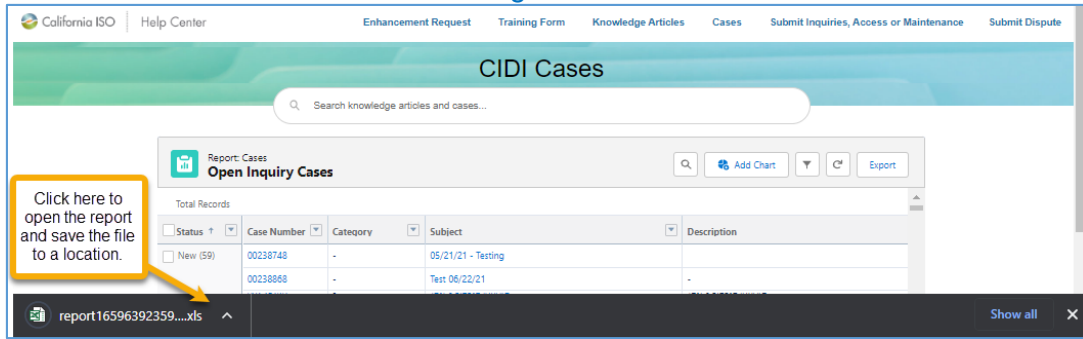 California ISO
Help Center
Enhancement Request
Training Form
Knowledge Articles
Cases
Submit Inquiries, Access or Maintenance
Submit Dispute
CIDI Cases
Search knowledge articles and cases...
Report: Cases
Open Inquiry Cases
Add Chart
Export
Click here to
open the report
and save the file
to a location.
Total Records
Status ↑
Case Number
Category
Subject
Description
New (59)
00238748
-
05/21/21 - Testing
00238868
Test 06/22/21
-
report16596392359....xls
Show all